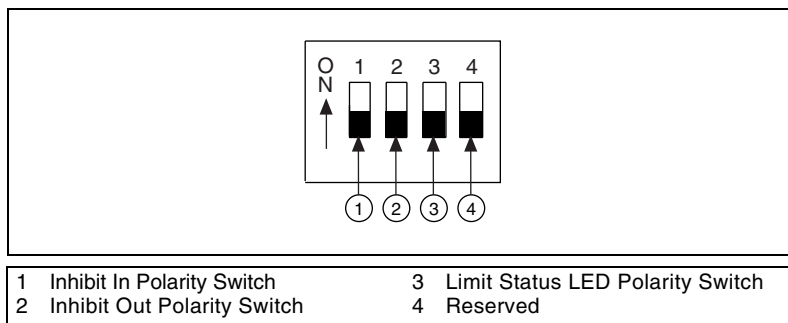 ON 1 2 3 4
1 2 3 4
1 Inhibit In Polarity Switch 3 Limit Status LED Polarity Switch
2 Inhibit Out Polarity Switch 4 Reserved